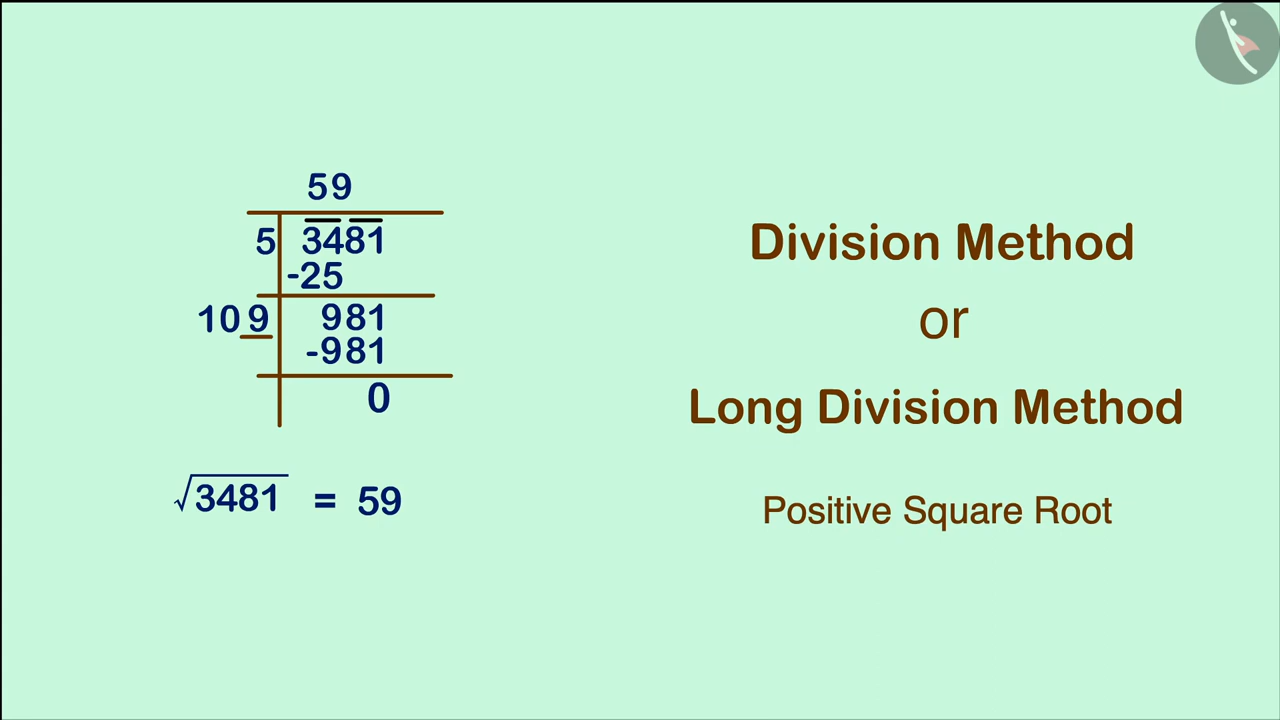 59
5 3481
-25
109 981
-981
0
√3481 = 59
Division Method
or
Long Division Method
Positive Square Root